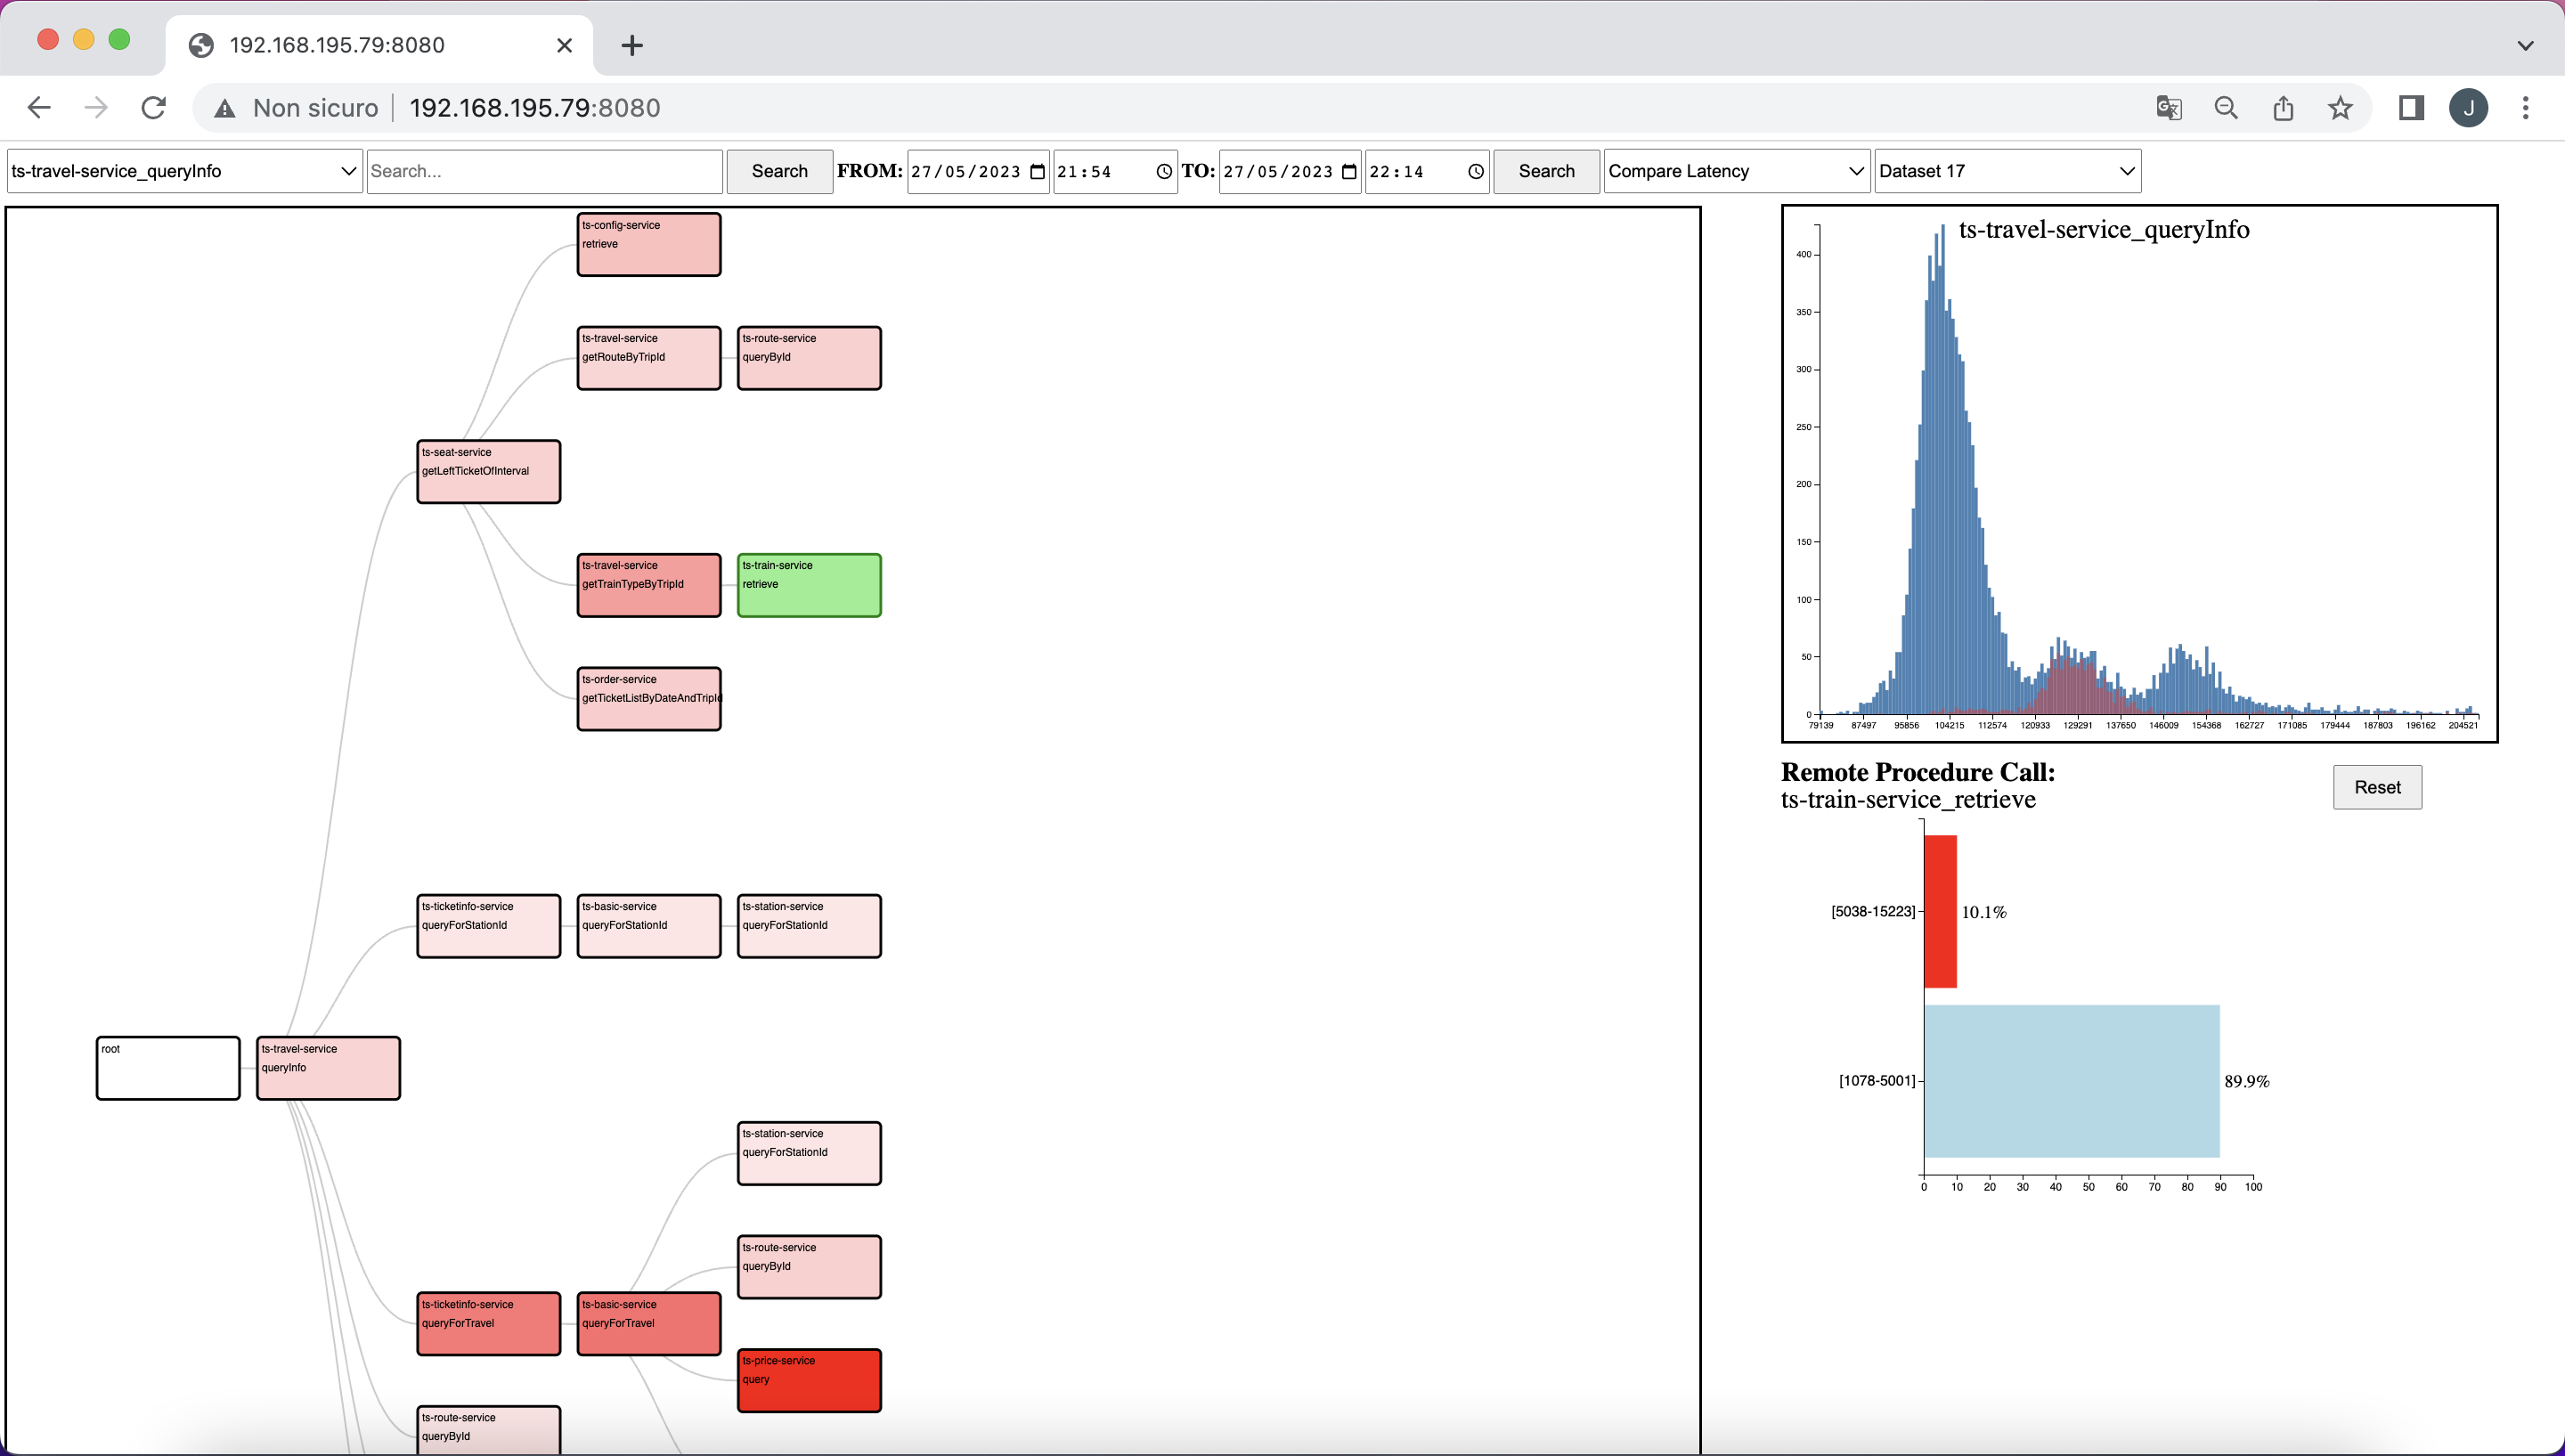 192.168.195.79:8080
Non sicuro 192.168.195.79:8080
J
ts-travel-service_queryInfo Search... Search FROM: 27/05/2023 21:54 TO: 27/05/2023 22:14 Search Compare Latency Dataset 17
ts-config-service
retrieve
ts-travel-service
getRouteByTripId
ts-route-service
queryById
ts-seat-service
getLeftTicketOfInterval
ts-travel-service
getTrainTypeByTripId
ts-train-service
retrieve
ts-order-service
getTicketListByDateAndTripId
ts-ticketinfo-service
queryForStationId
ts-basic-service
queryForStationId
ts-station-service
queryForStationId
root
ts-travel-service
queryInfo
ts-station-service
queryForStationId
ts-route-service
queryById
ts-ticketinfo-service
queryForTravel
ts-basic-service
queryForTravel
ts-price-service
query
ts-route-service
queryById
ts-travel-service_queryInfo
400
350
300
250
200
150
100
50
0
79139 87497 95856 104215 112574 120933 129291 137650 146009 154368 162727 171085 179444 187803 196162 204521
Remote Procedure Call:
ts-train-service_retrieve
Reset
[5038-15223] 10.1%
[1078-5001] 89.9%
0 10 20 30 40 50 60 70 80 90 100